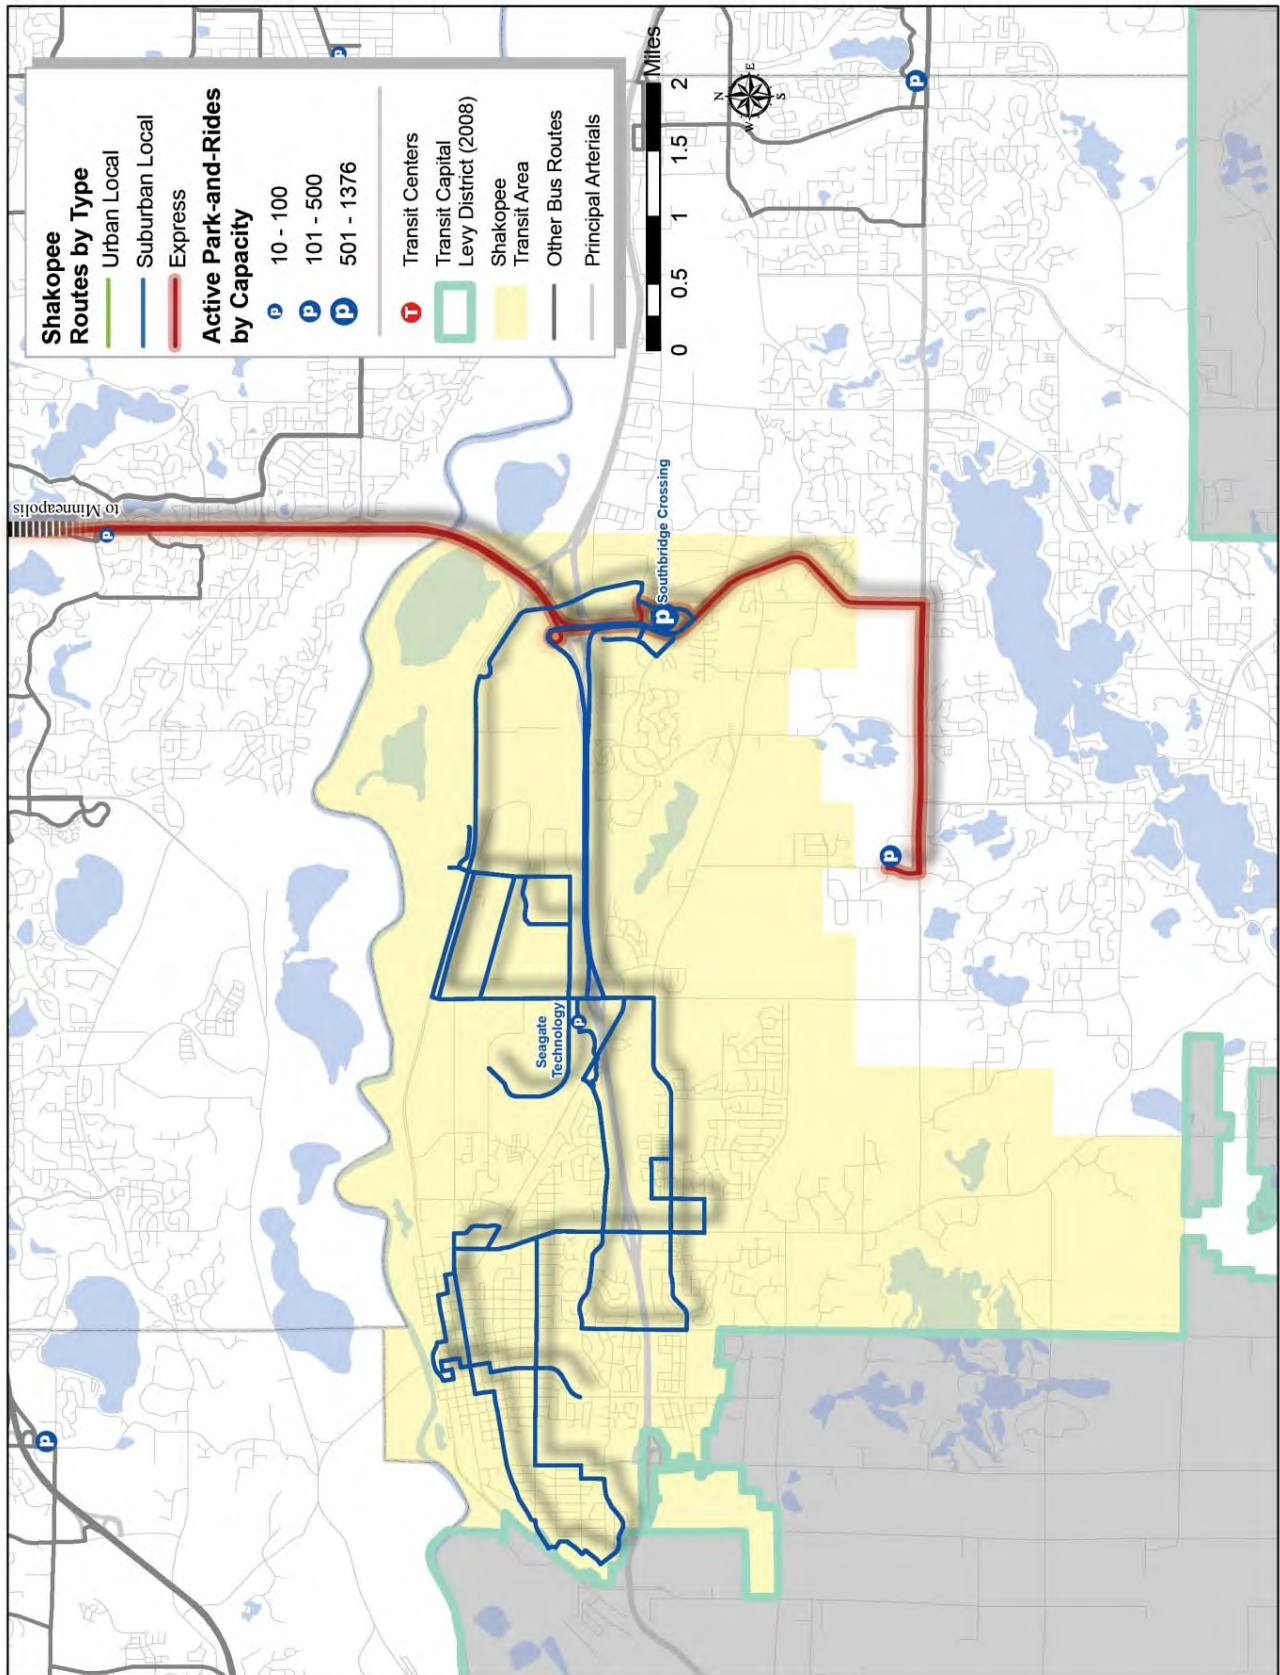 Shakopee
Routes by Type
Urban Local
Suburban Local
Express
Active Park-and-Rides
by Capacity
P 10 - 100
P 101 - 500
P 501 - 1376
T Transit Centers
Transit Capital
Levy District (2008)
Shakopee
Transit Area
Other Bus Routes
Principal Arterials
0 0.5 1 1.5 2
Miles
N
E
S
W
to Minneapolis
P
P
P
P
P
P Southbridge Crossing
Seagate
Technology
P